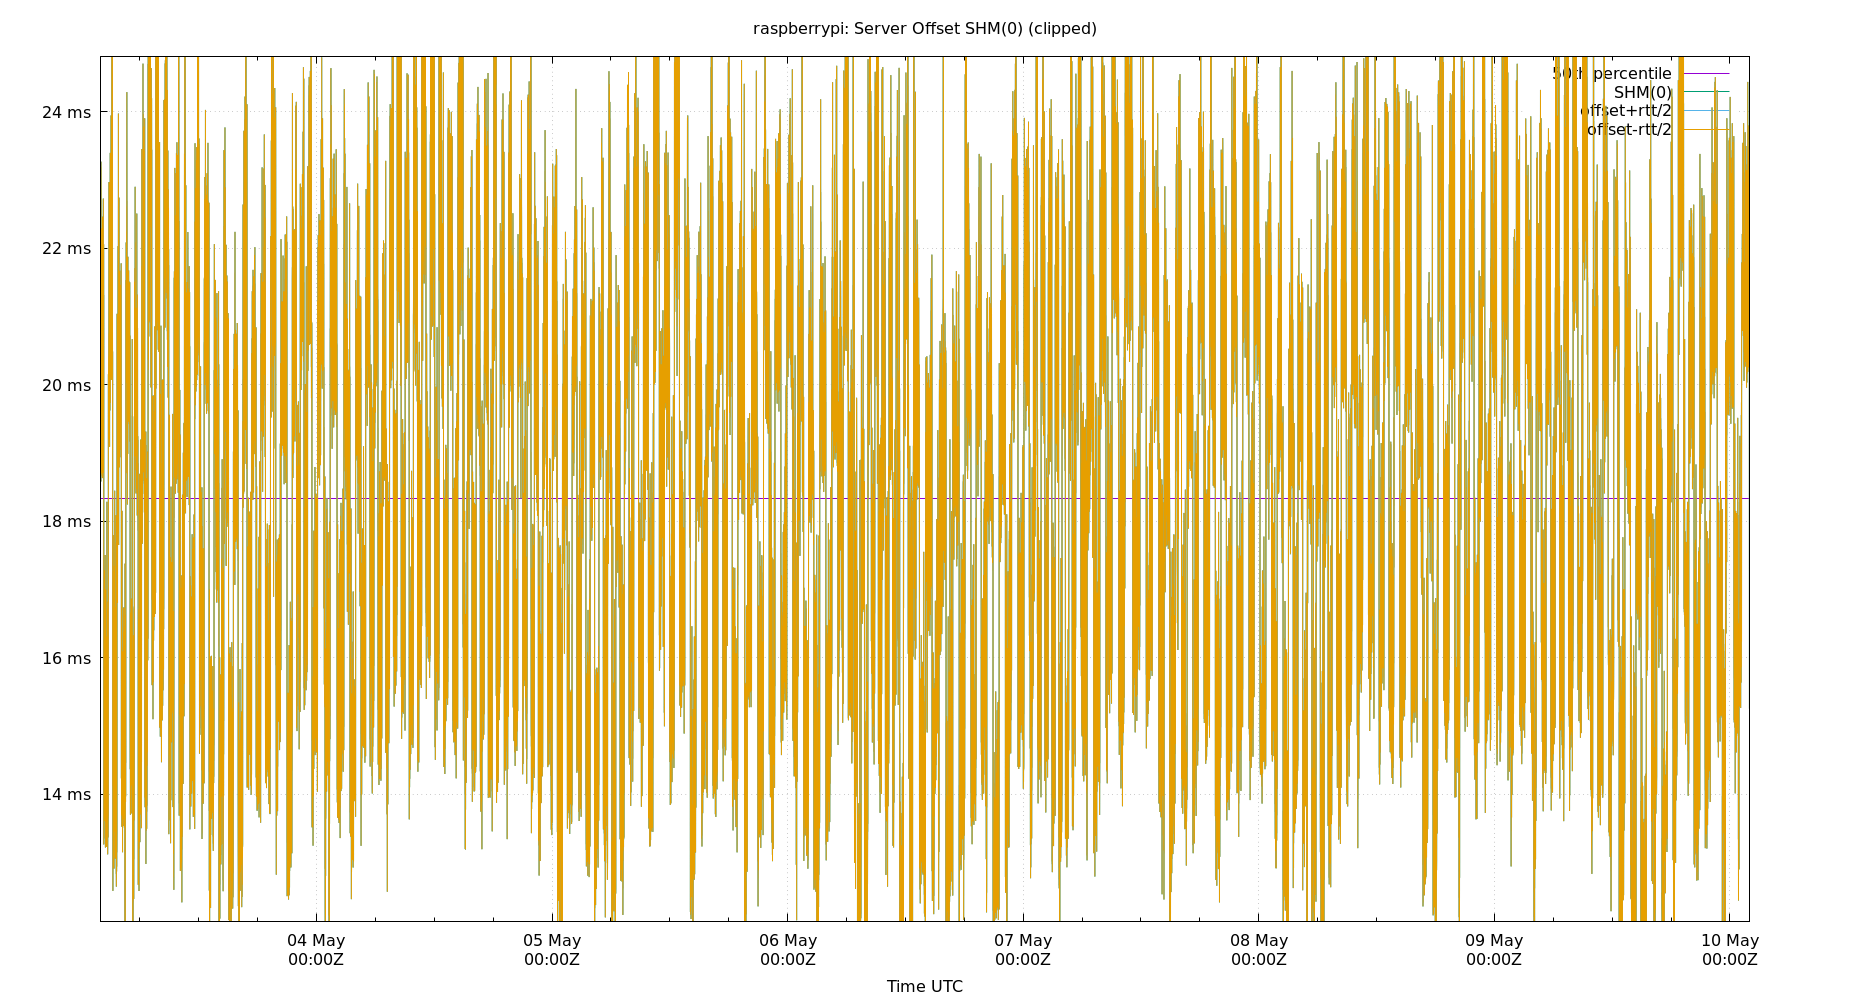 raspberrypi: Server Offset SHM(0) (clipped)
50th percentile
SHM(0)
offset+rtt/2
offset-rtt/2
24 ms
22 ms
20 ms
18 ms
16 ms
14 ms
04 May
00:00Z
05 May
00:00Z
06 May
00:00Z
07 May
00:00Z
08 May
00:00Z
09 May
00:00Z
10 May
00:00Z
Time UTC